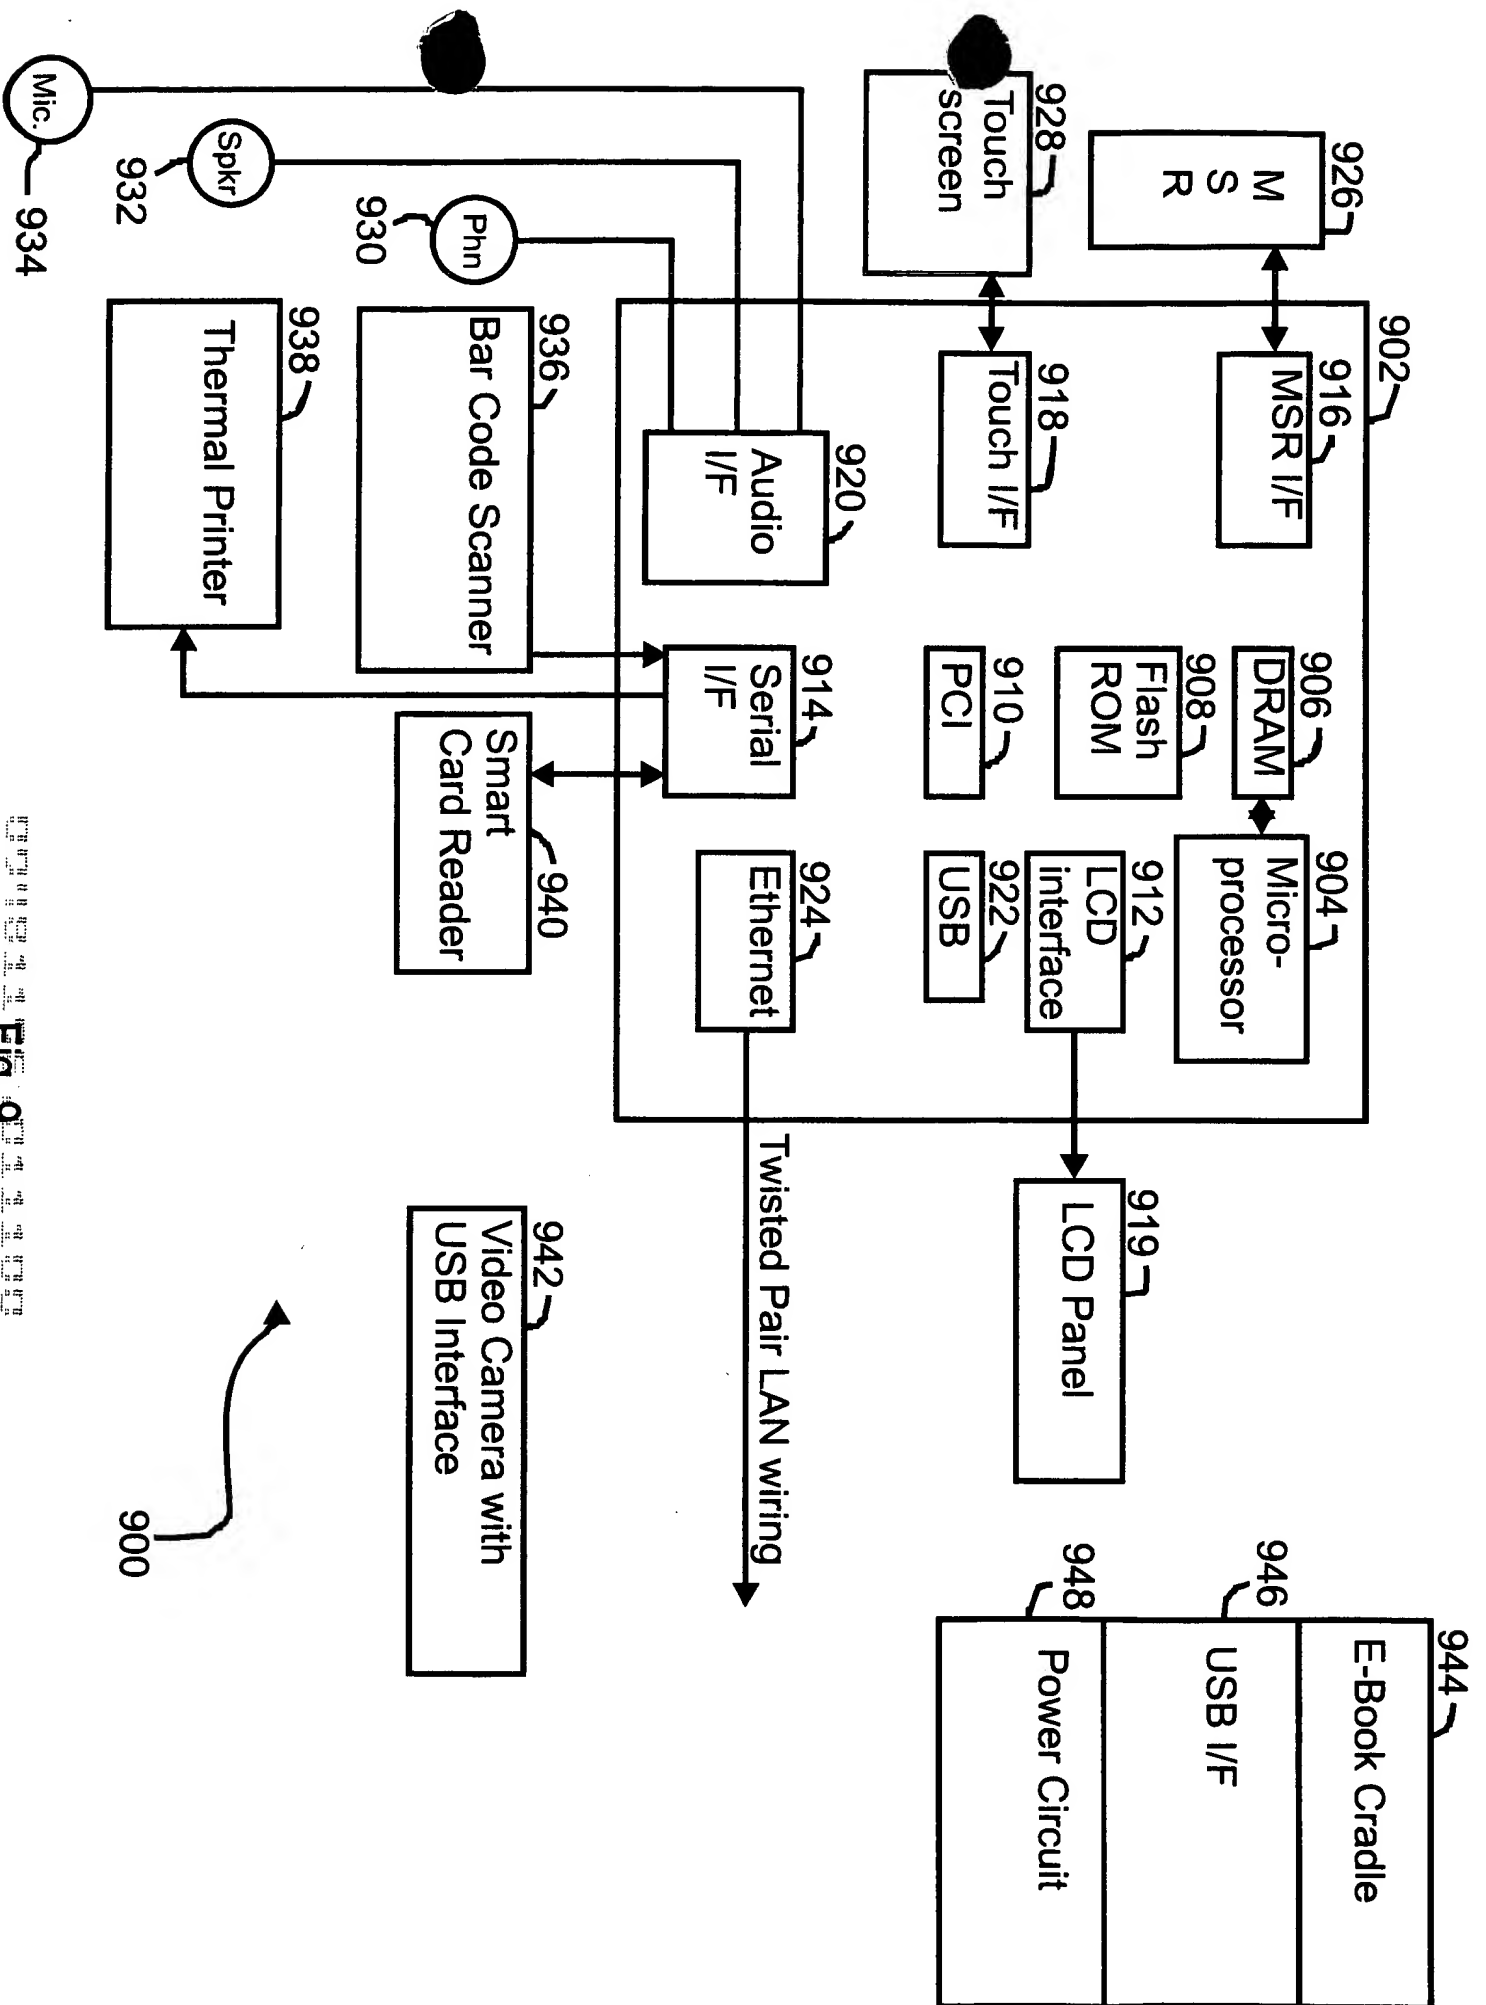 944
E-Book Cradle
946
USB I/F
948
Power Circuit
902
926
M
S
R
916
MSR I/F
906
DRAM
904
Micro-
processor
908
Flash
ROM
912
LCD
interface
919
LCD Panel
928
Touch
screen
918
Touch I/F
910
PCI
922
USB
920
Audio
I/F
914
Serial
I/F
924
Ethernet
Twisted Pair LAN wiring
936
Bar Code Scanner
940
Smart
Card Reader
942
Video Camera with
USB Interface
Phn
930
938
Thermal Printer
Spkr
932
Mic.
934
900
Fig. 9